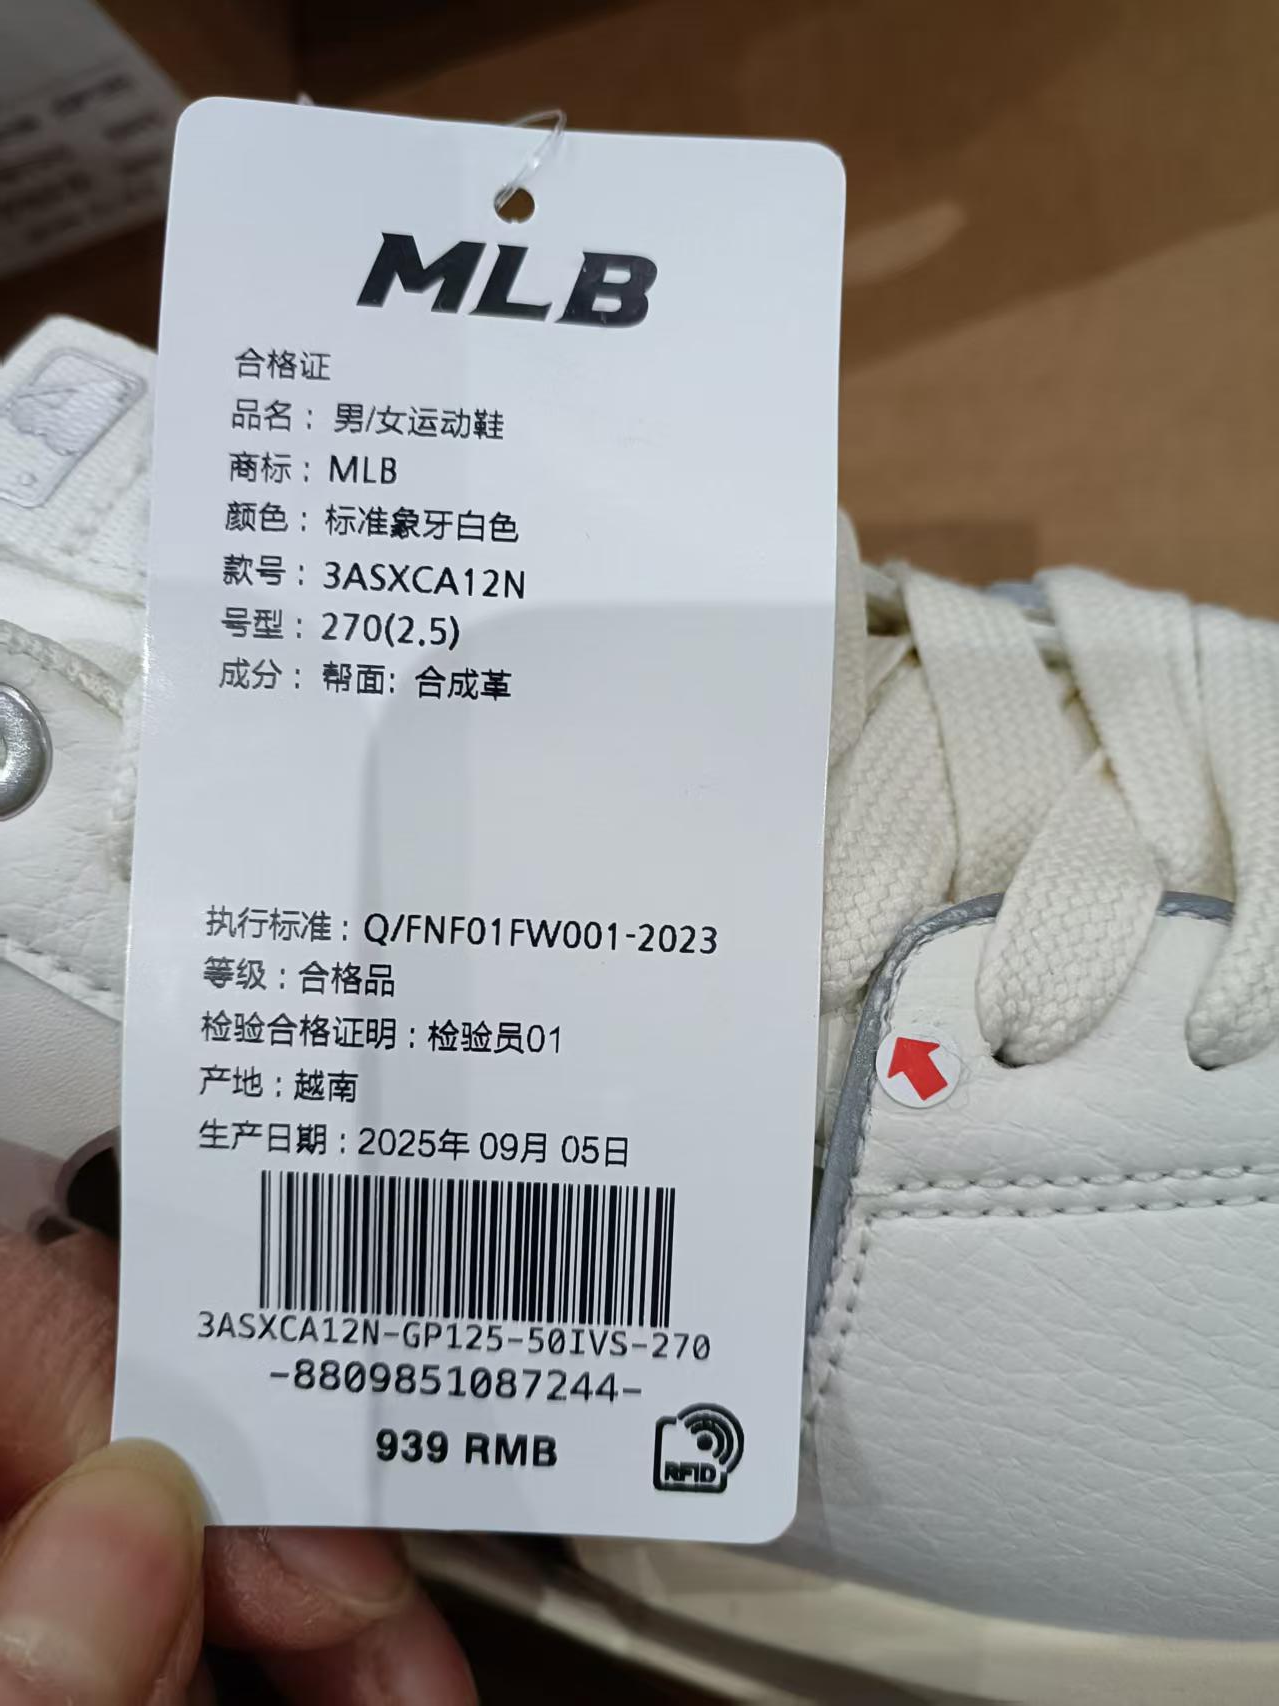 MLB
合格证
品名：男/女运动鞋
商标：MLB
颜色：标准象牙白色
款号：3ASXCA12N
号型：270(2.5)
成分：帮面：合成革
执行标准：Q/FNF01FW001-2023
等级：合格品
检验合格证明：检验员01
产地：越南
生产日期：2025年 09月 05日
3ASXCA12N-GP125-50IVS-270
-8809851087244-
939 RMB
RFID